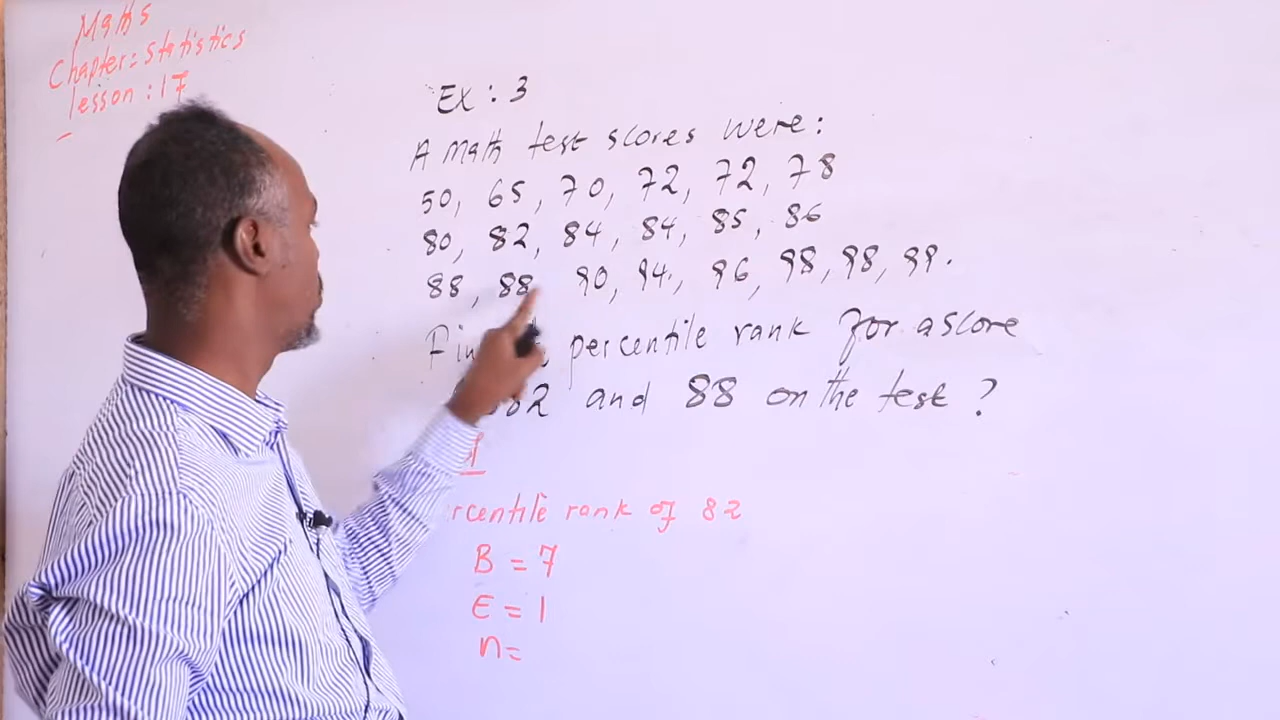 Maths
Chapter: Statistics
lesson : 17
Ex : 3
A Math test scores were:
50, 65, 70, 72, 72, 78
80, 82, 84, 84, 85, 86
88, 88 90, 94, 96, 98, 98, 99.
percentile rank for a score
82 and 88 on the test ?
rcentile rank of 82
B = 7
E = 1
n=